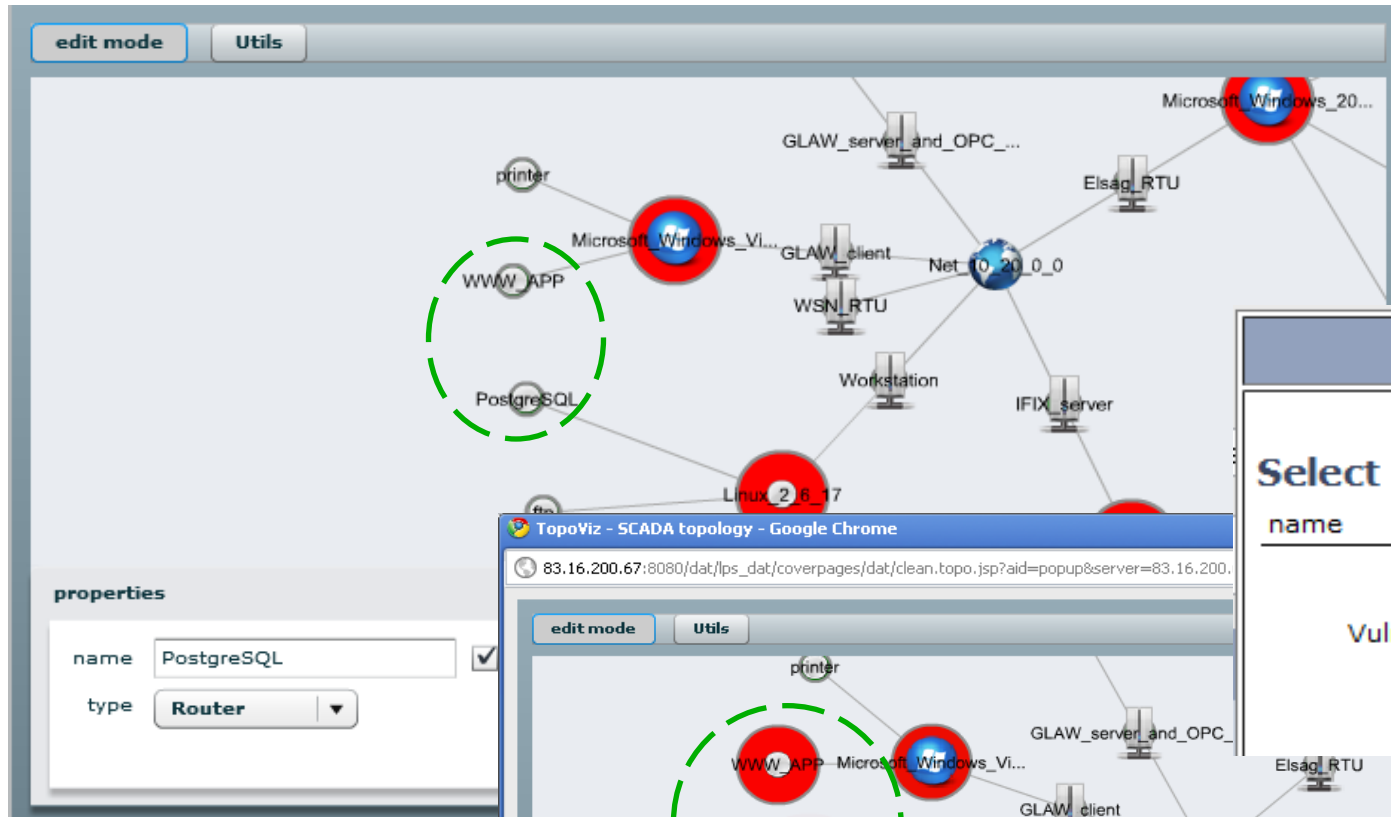 edit mode
Utils
Microsoft_Windows_20...
GLAW_server_and_OPC_...
printer
Elsag_RTU
Microsoft_Windows_Vi...
GLAW_client
Net_10_20_0_0
WWW_APP
WSN_RTU
Workstation
PostgreSQL
IFIX_server
Linux_2_6_17
ftp
properties
name
PostgreSQL
type
Router
TopoViz - SCADA topology - Google Chrome
83.16.200.67:8080/dat/lps_dat/coverpages/dat/clean.topo.jsp?aid=popup&server=83.16.200.
edit mode
Utils
printer
GLAW_server_and_OPC_
WWW_APP
Microsoft_Windows_Vi...
Elsag_RTU
GLAW_client
Select
name
Vul